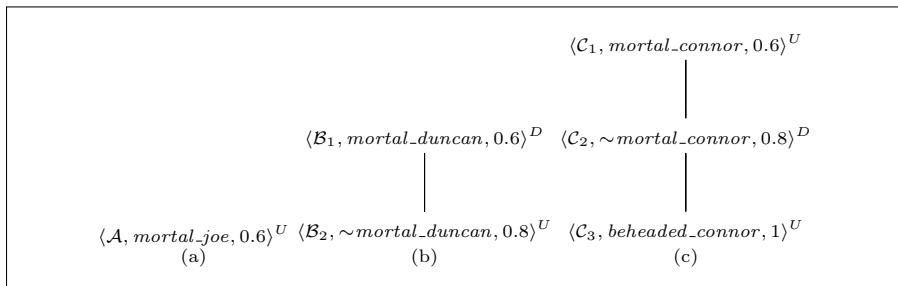 ⟨𝒞₁, mortal_connor, 0.6⟩ᵁ
⟨ℬ₁, mortal_duncan, 0.6⟩ᴰ ⟨𝒞₂, ∼mortal_connor, 0.8⟩ᴰ
⟨𝒜, mortal_joe, 0.6⟩ᵁ ⟨ℬ₂, ∼mortal_duncan, 0.8⟩ᵁ ⟨𝒞₃, beheaded_connor, 1⟩ᵁ
(a) (b) (c)